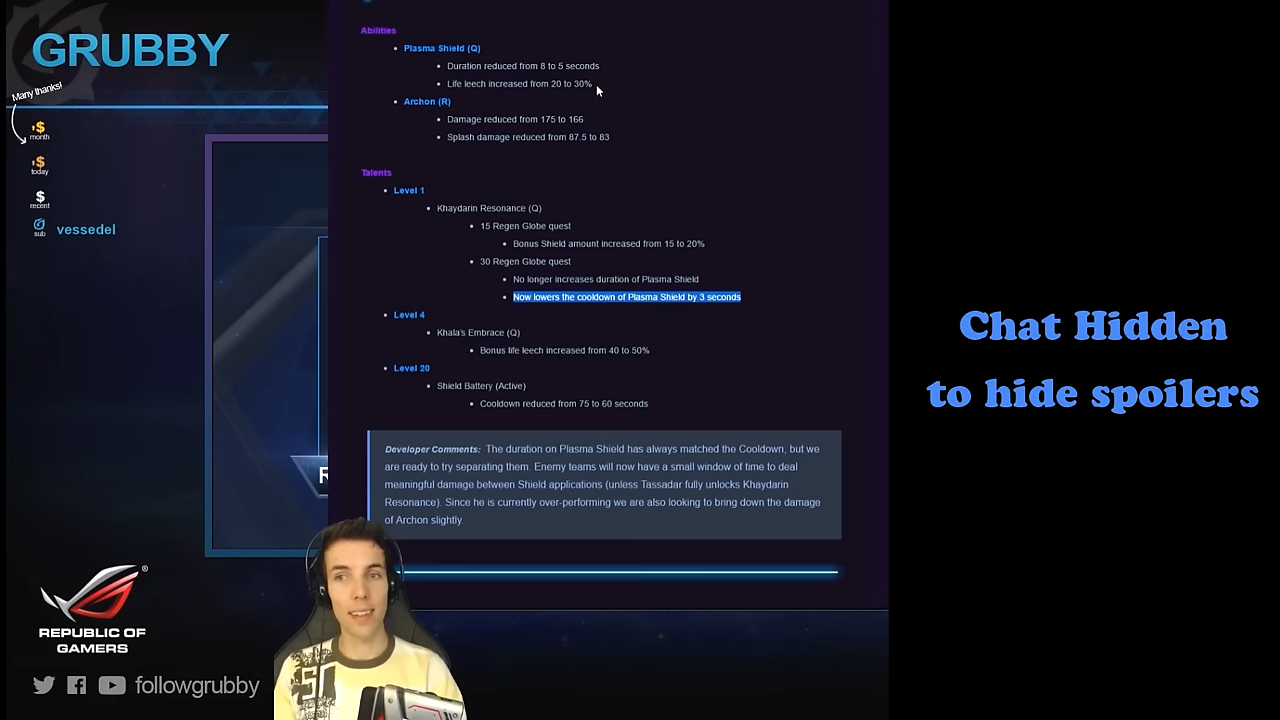 GRUBBY
Many thanks!
$
month
$
today
$
recent
sub
vessedel
R
REPUBLIC OF
GAMERS
®
followgrubby
Abilities
Plasma Shield (Q)
Duration reduced from 8 to 5 seconds
Life leech increased from 20 to 30%
Archon (R)
Damage reduced from 175 to 166
Splash damage reduced from 87.5 to 83
Talents
Level 1
Khaydarin Resonance (Q)
15 Regen Globe quest
Bonus Shield amount increased from 15 to 20%
30 Regen Globe quest
No longer increases duration of Plasma Shield
Now lowers the cooldown of Plasma Shield by 3 seconds
Level 4
Khala's Embrace (Q)
Bonus life leech increased from 40 to 50%
Level 20
Shield Battery (Active)
Cooldown reduced from 75 to 60 seconds
Developer Comments: The duration on Plasma Shield has always matched the Cooldown, but we
are ready to try separating them. Enemy teams will now have a small window of time to deal
meaningful damage between Shield applications (unless Tassadar fully unlocks Khaydarin
Resonance). Since he is currently over-performing we are also looking to bring down the damage
of Archon slightly.
Chat Hidden
to hide spoilers